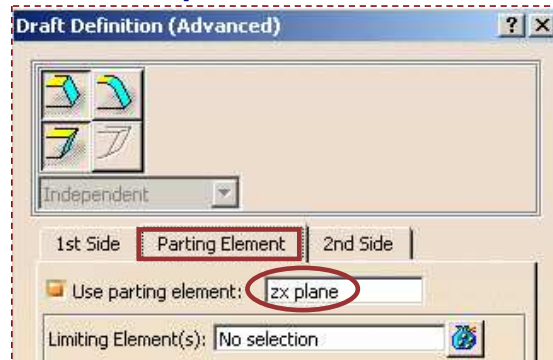 Draft Definition (Advanced) ? X
Independent
1st Side Parting Element 2nd Side
Use parting element: zx plane
Limiting Element(s): No selection